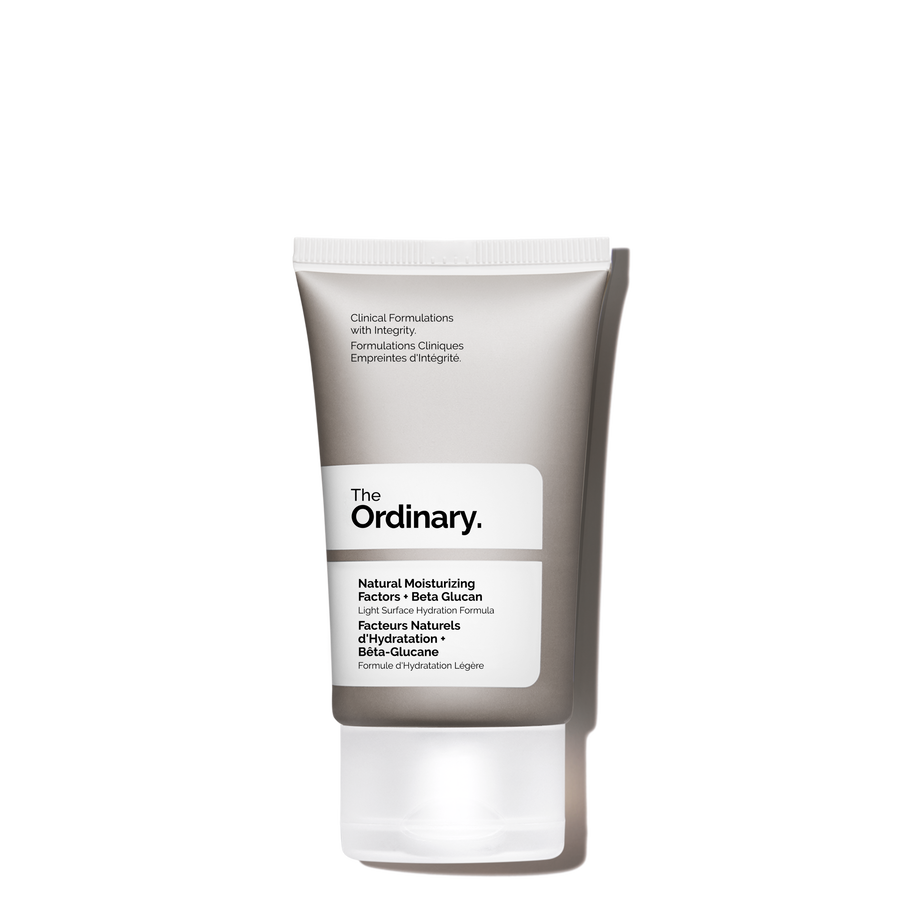 Clinical Formulations
with Integrity.
Formulations Cliniques
Empreintes d'Intégrité.
The
Ordinary.
Natural Moisturizing
Factors + Beta Glucan
Light Surface Hydration Formula
Facteurs Naturels
d'Hydratation +
Bêta-Glucane
Formule d'Hydratation Légère